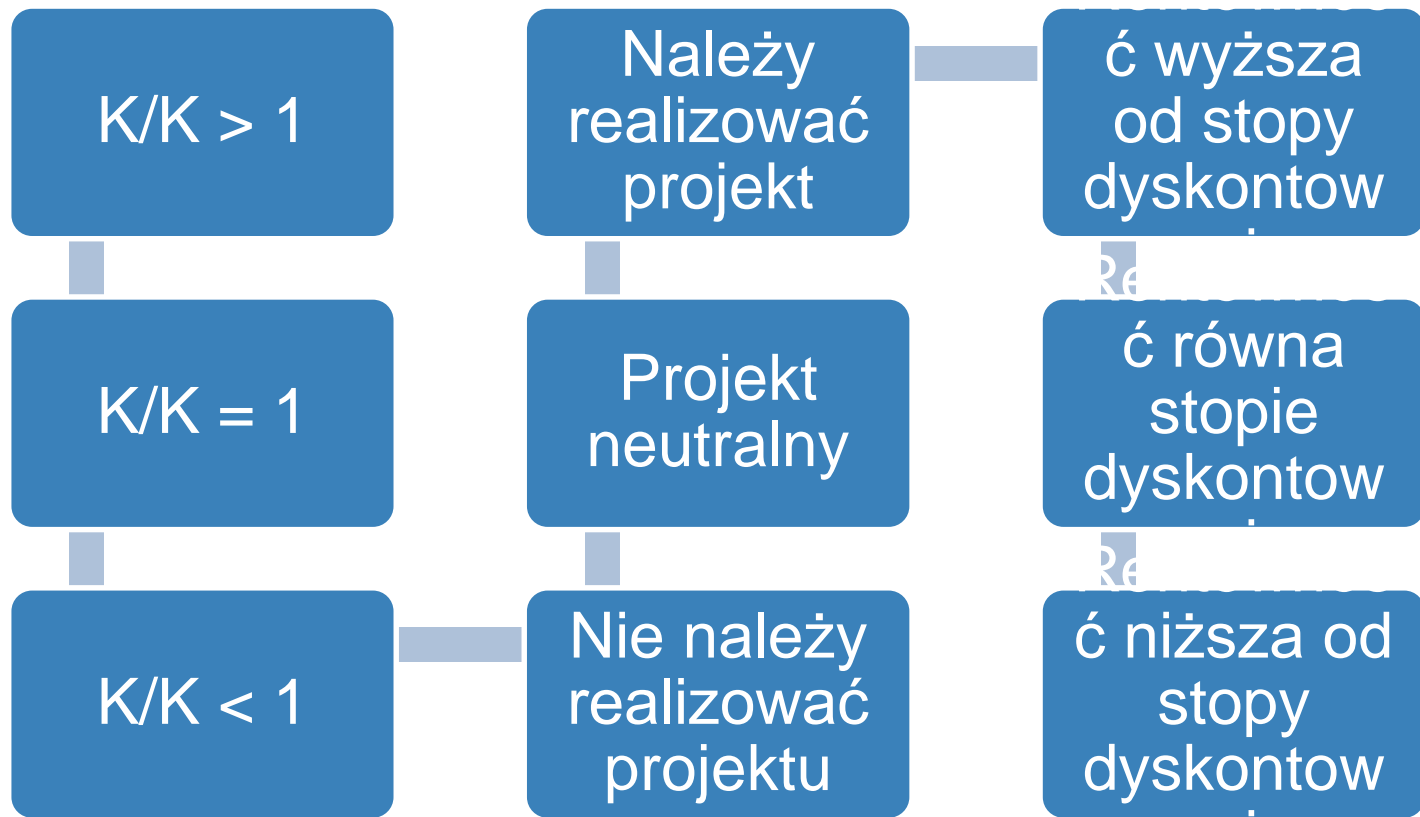 K/K > 1
Należy
realizować
projekt
ć wyższa
od stopy
dyskontow
K/K = 1
Projekt
neutralny
ć równa
stopie
dyskontow
K/K < 1
Nie należy
realizować
projektu
ć niższa od
stopy
dyskontow